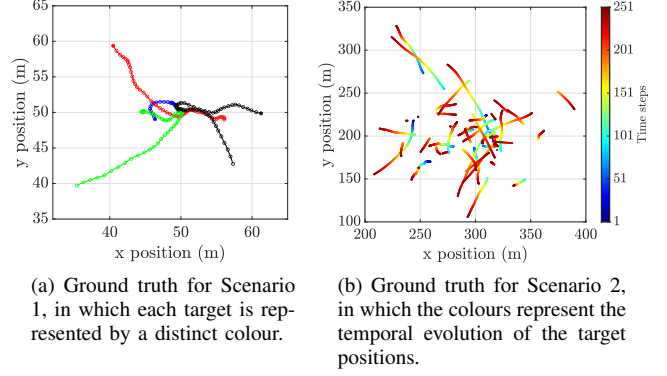 65
60
55
50
45
40
35
y position (m)
40
50
60
x position (m)
350
300
250
200
150
100
y position (m)
200
250
300
350
400
x position (m)
251
201
151
101
51
1
Time steps
(a) Ground truth for Scenario
1, in which each target is rep-
resented by a distinct colour.
(b) Ground truth for Scenario 2,
in which the colours represent the
temporal evolution of the target
positions.